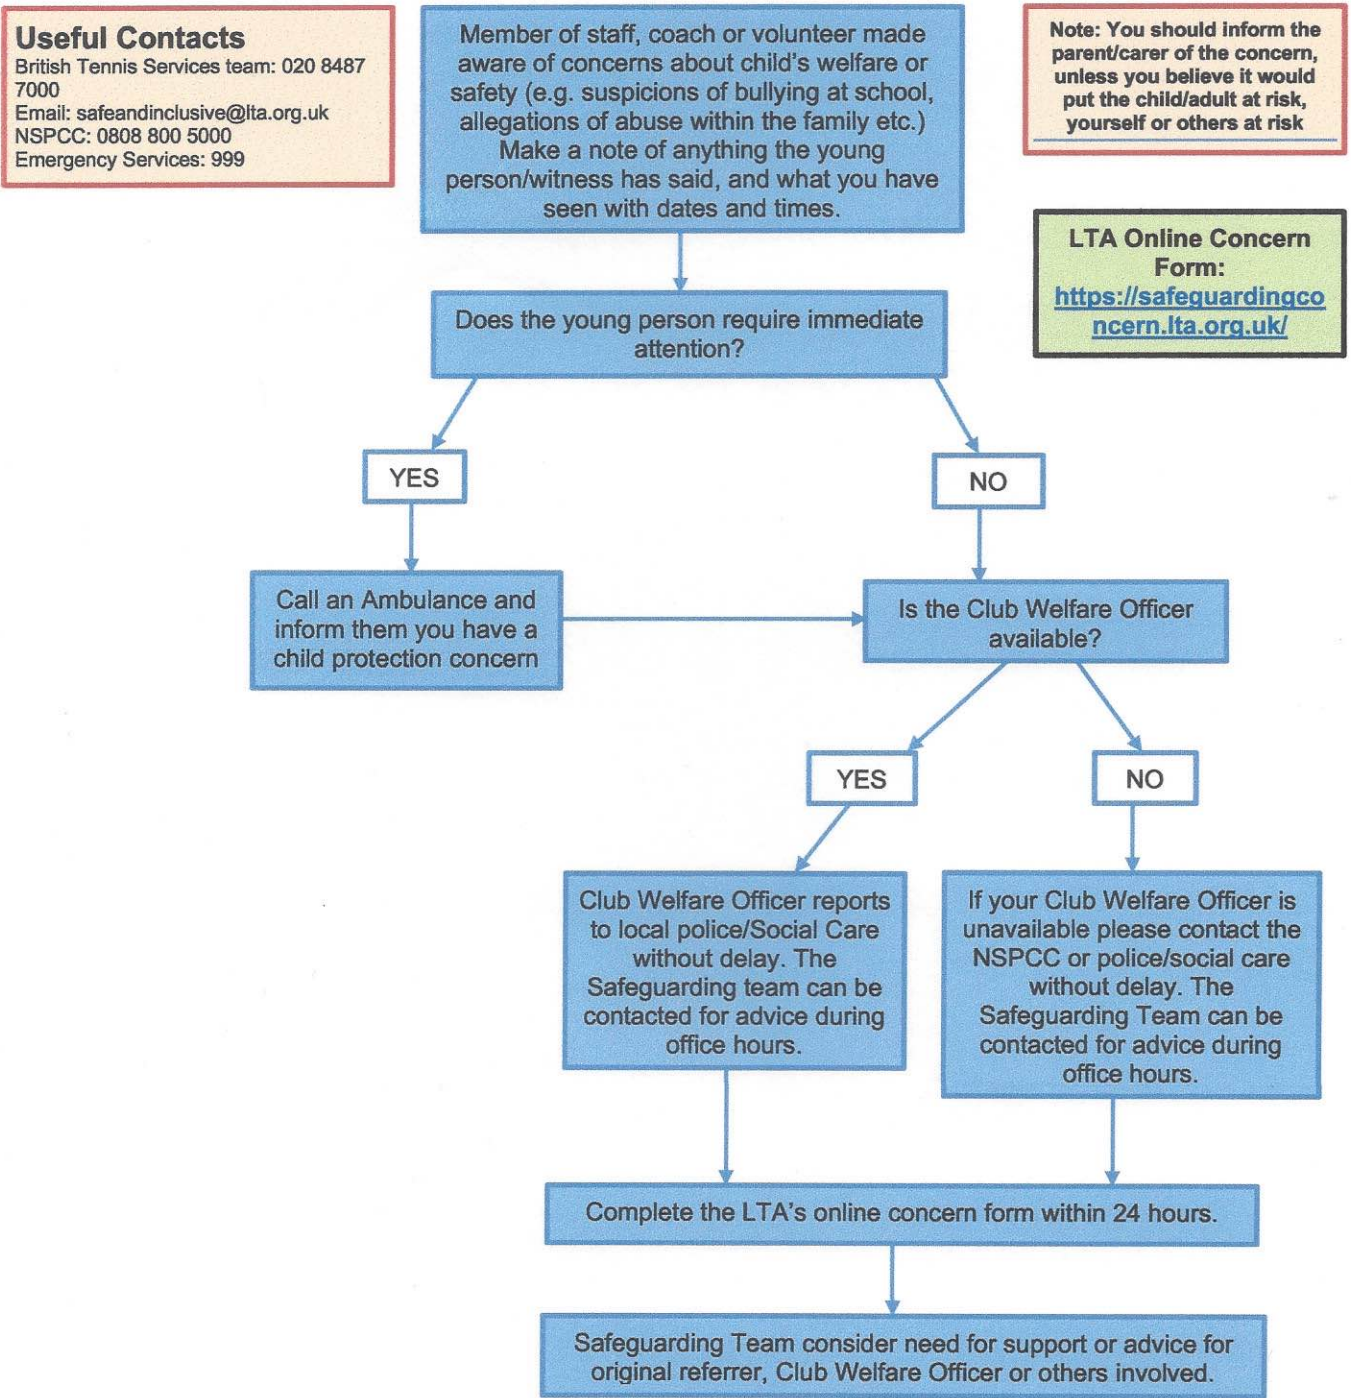 Useful Contacts
British Tennis Services team: 020 8487
7000
Email: safeandinclusive@lta.org.uk
NSPCC: 0808 800 5000
Emergency Services: 999
Member of staff, coach or volunteer made
aware of concerns about child's welfare or
safety (e.g. suspicions of bullying at school,
allegations of abuse within the family etc.)
Make a note of anything the young
person/witness has said, and what you have
seen with dates and times.
Note: You should inform the
parent/carer of the concern,
unless you believe it would
put the child/adult at risk,
yourself or others at risk
LTA Online Concern
Form:
https://safeguardingco
ncern.lta.org.uk/
Does the young person require immediate
attention?
YES
NO
Call an Ambulance and
inform them you have a
child protection concern
Is the Club Welfare Officer
available?
YES
NO
Club Welfare Officer reports
to local police/Social Care
without delay. The
Safeguarding team can be
contacted for advice during
office hours.
If your Club Welfare Officer is
unavailable please contact the
NSPCC or police/social care
without delay. The
Safeguarding Team can be
contacted for advice during
office hours.
Complete the LTA's online concern form within 24 hours.
Safeguarding Team consider need for support or advice for
original referrer, Club Welfare Officer or others involved.